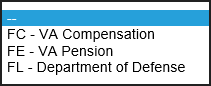 --
FC - VA Compensation
FE - VA Pension
FL - Department of Defense